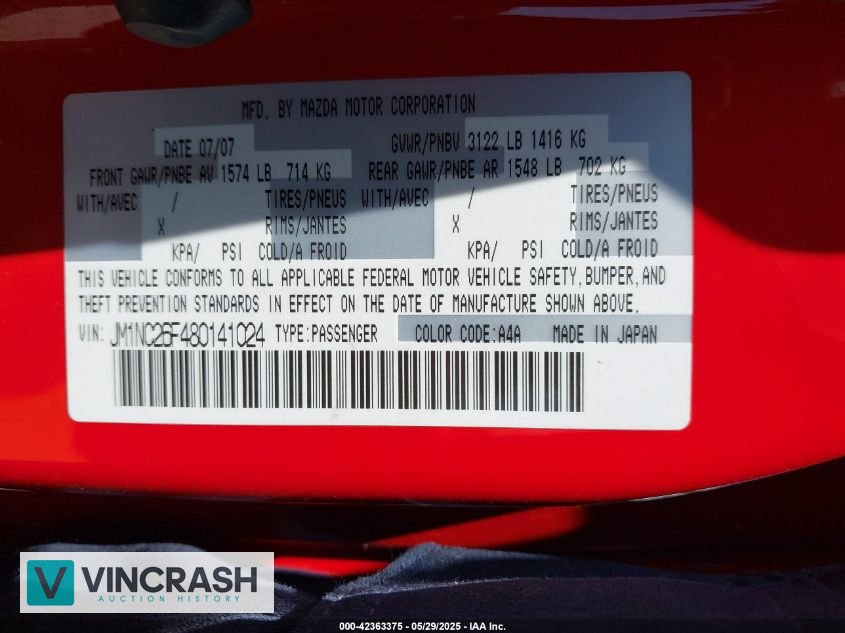 MFD. BY MAZDA MOTOR CORPORATION
DATE 07/07 GVWR/PNBV 3122 LB 1416 KG
FRONT GAWR/PNBE AV 1574 LB 714 KG REAR GAWR/PNBE AR 1548 LB 702 KG
WITH/AVEC / TIRES/PNEUS WITH/AVEC / TIRES/PNEUS
X RIMS/JANTES X RIMS/JANTES
KPA/ PSI COLD/A FROID KPA/ PSI COLD/A FROID
THIS VEHICLE CONFORMS TO ALL APPLICABLE FEDERAL MOTOR VEHICLE SAFETY, BUMPER, AND
THEFT PREVENTION STANDARDS IN EFFECT ON THE DATE OF MANUFACTURE SHOWN ABOVE.
VIN: JM1NC26F480141024 TYPE:PASSENGER COLOR CODE:A4A MADE IN JAPAN
V VINCRASH
AUCTION HISTORY
000-42363375 — 05/29/2025 — IAA Inc.